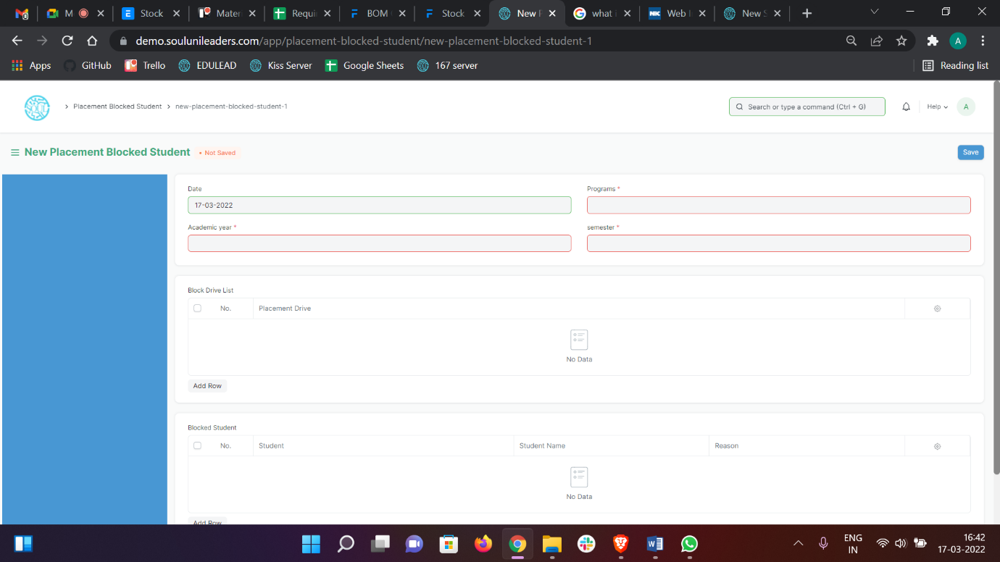 M
Stock
Mater
Requi
BOM
Stock
New
what i
Web
New S
demo.soulunileaders.com/app/placement-blocked-student/new-placement-blocked-student-1
A
Apps
GitHub
Trello
EDULEAD
Kiss Server
Google Sheets
167 server
Reading list
SOUL
> Placement Blocked Student > new-placement-blocked-student-1
Search or type a command (Ctrl + G)
Help
A
New Placement Blocked Student
• Not Saved
Save
Date
Programs *
17-03-2022
Academic year *
semester *
Block Drive List
No.
Placement Drive
No Data
Add Row
Blocked Student
No.
Student
Student Name
Reason
No Data
Add Row
ENG
IN
16:42
17-03-2022